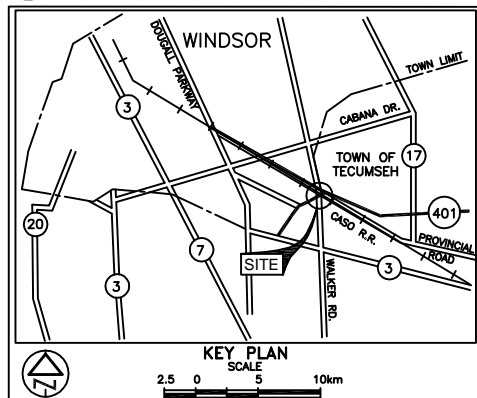 WINDSOR
DOUGALL PARKWAY
TOWN LIMIT
3
CABANA DR.
17
TOWN OF
TECUMSEH
401
20
CASO R.R.
PROVINCIAL
ROAD
SITE
7
3
3
WALKER RD.
KEY PLAN
SCALE
N
2.5 0 5 10km